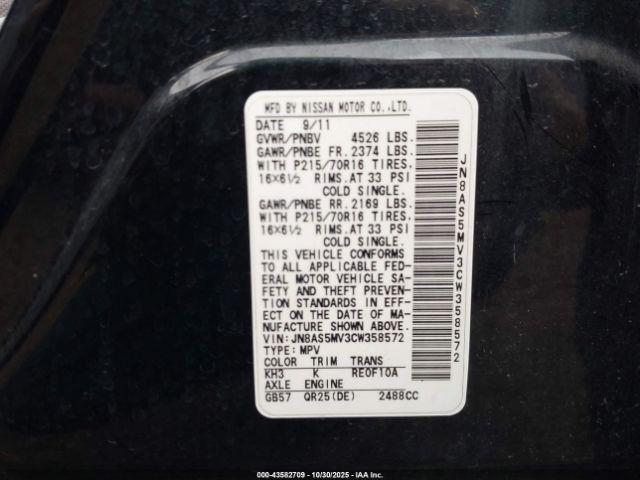 MFD BY NISSAN MOTOR CO.,LTD.
DATE 9/11
GVWR/PNBV 4526 LBS.
GAWR/PNBE FR. 2374 LBS.
WITH P215/70R16 TIRES.
16×6½ RIMS.AT 33 PSI
COLD SINGLE.
GAWR/PNBE RR. 2169 LBS.
WITH P215/70R16 TIRES.
16×6½ RIMS.AT 33 PSI
COLD SINGLE.
THIS VEHICLE CONFORMS
TO ALL APPLICABLE FED-
ERAL MOTOR VEHICLE SA-
FETY AND THEFT PREVEN-
TION STANDARDS IN EFF-
ECT ON THE DATE OF MA-
NUFACTURE SHOWN ABOVE.
VIN: JN8AS5MV3CW358572
TYPE: MPV
COLOR TRIM TRANS
KH3 K RE0F10A
AXLE ENGINE
GB57 QR25(DE) 2488CC
JN8AS5MV3CW358572
000-43582709 - 10/30/2025 - IAA Inc.